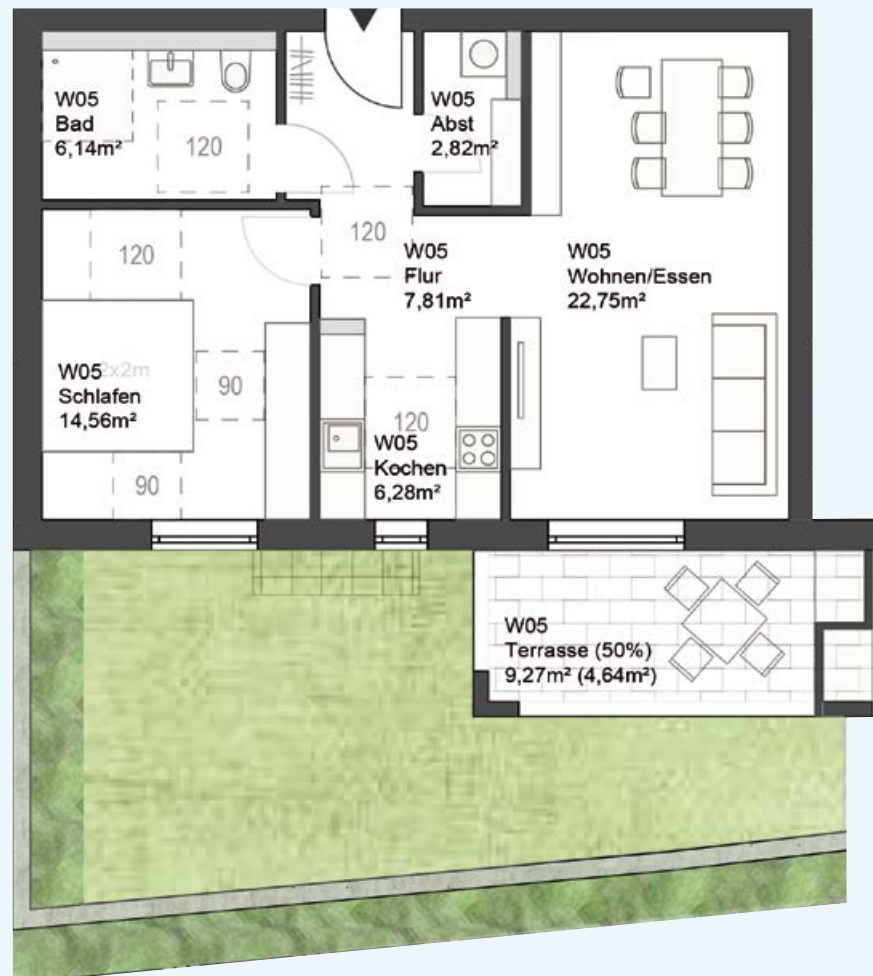 W05
Bad
6,14m²
120
W05
Abst
2,82m²
120
120
W05
Flur
7,81m²
W05
Wohnen/Essen
22,75m²
W05
2x2m
Schlafen
14,56m²
90
90
120
W05
Kochen
6,28m²
W05
Terrasse (50%)
9,27m² (4,64m²)